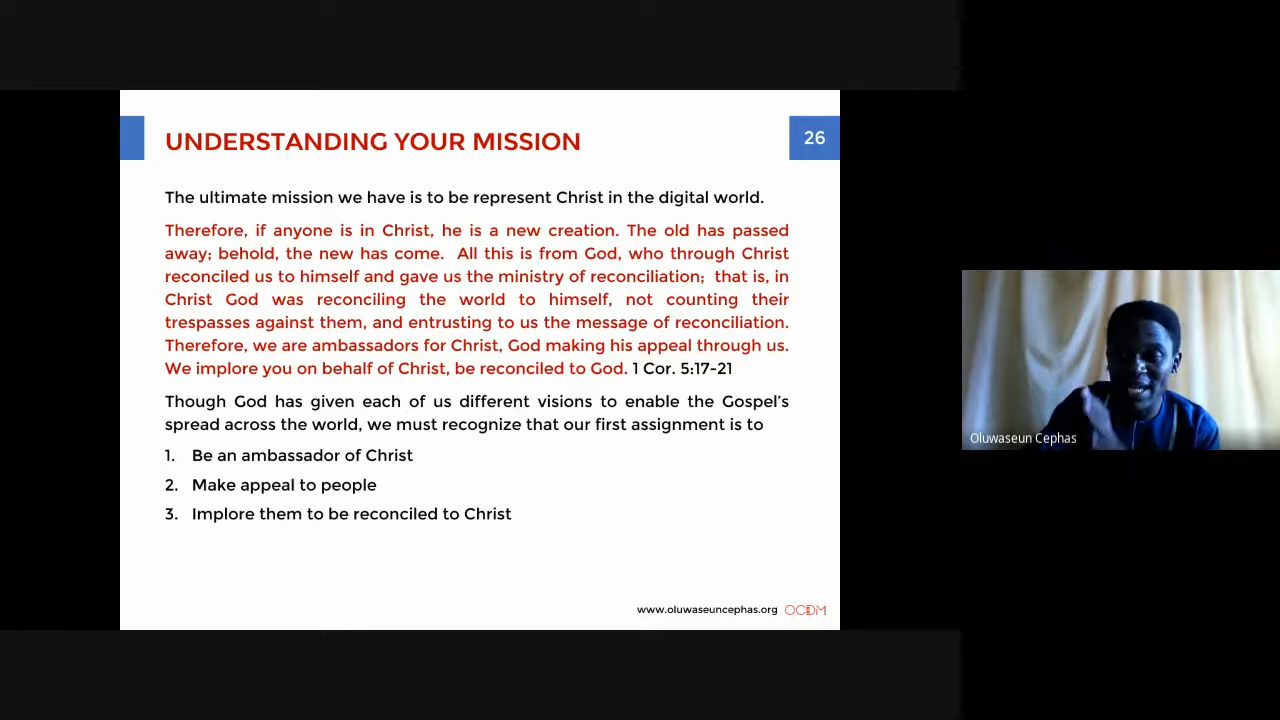 UNDERSTANDING YOUR MISSION
26
The ultimate mission we have is to be represent Christ in the digital world.
Therefore, if anyone is in Christ, he is a new creation. The old has passed
away; behold, the new has come. All this is from God, who through Christ
reconciled us to himself and gave us the ministry of reconciliation; that is, in
Christ God was reconciling the world to himself, not counting their
trespasses against them, and entrusting to us the message of reconciliation.
Therefore, we are ambassadors for Christ, God making his appeal through us.
We implore you on behalf of Christ, be reconciled to God. 1 Cor. 5:17-21
Though God has given each of us different visions to enable the Gospel's
spread across the world, we must recognize that our first assignment is to
1. Be an ambassador of Christ
2. Make appeal to people
3. Implore them to be reconciled to Christ
www.oluwaseuncephas.org OCDM
Oluwaseun Cephas